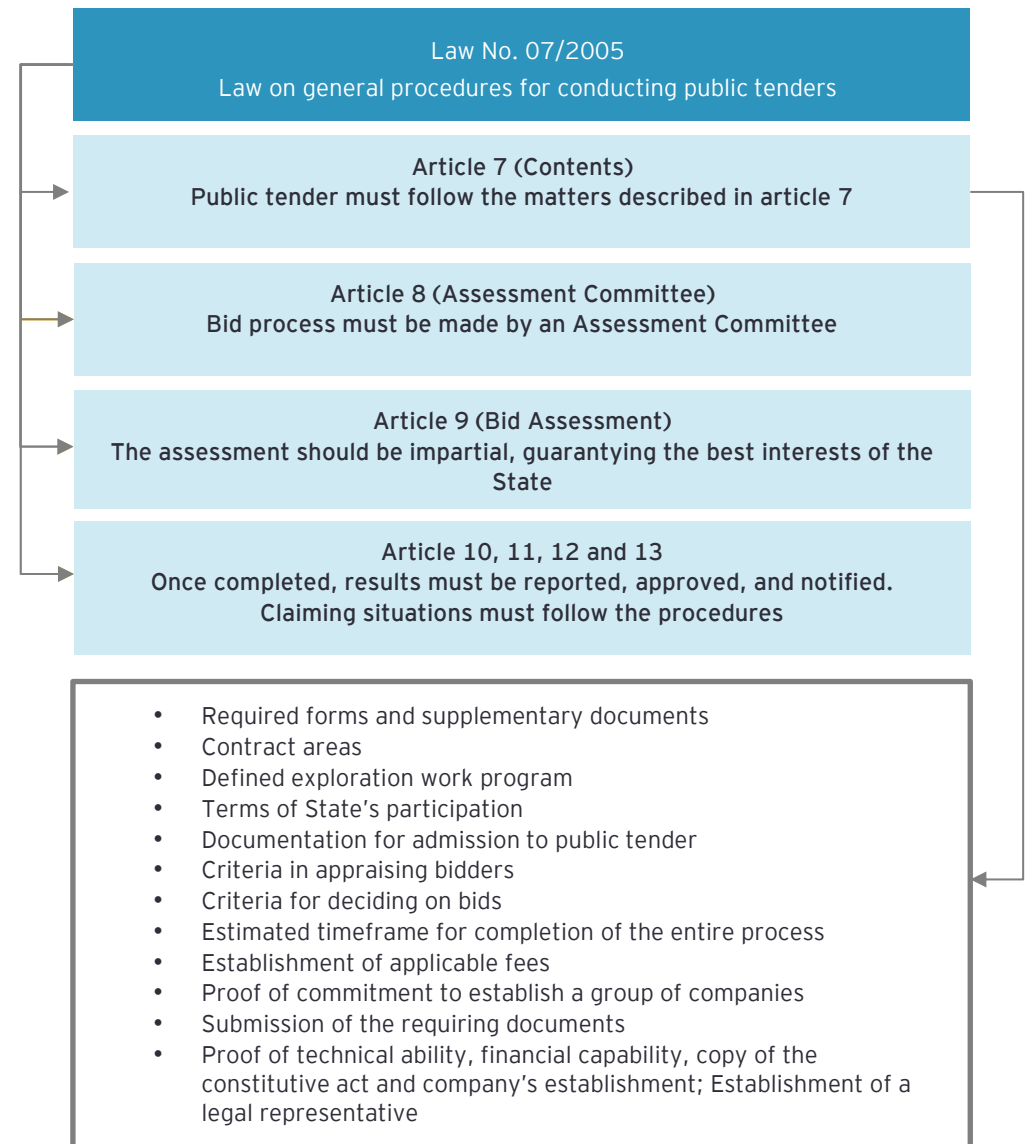 Law No. 07/2005
Law on general procedures for conducting public tenders
Article 7 (Contents)
Public tender must follow the matters described in article 7
Article 8 (Assessment Committee)
Bid process must be made by an Assessment Committee
Article 9 (Bid Assessment)
The assessment should be impartial, guarantying the best interests of the
State
Article 10, 11, 12 and 13
Once completed, results must be reported, approved, and notified.
Claiming situations must follow the procedures
• Required forms and supplementary documents
• Contract areas
• Defined exploration work program
• Terms of State's participation
• Documentation for admission to public tender
• Criteria in appraising bidders
• Criteria for deciding on bids
• Estimated timeframe for completion of the entire process
• Establishment of applicable fees
• Proof of commitment to establish a group of companies
• Submission of the requiring documents
• Proof of technical ability, financial capability, copy of the
constitutive act and company's establishment; Establishment of a
legal representative